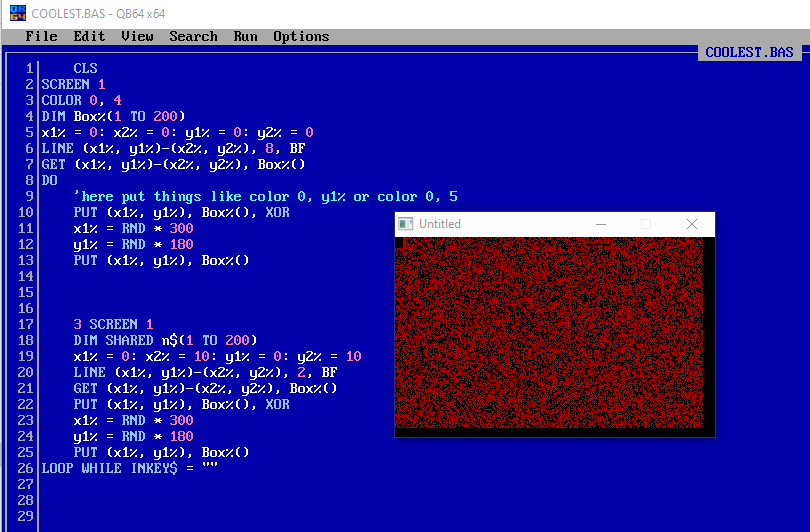 QB64 COOLEST.BAS - QB64 x64
File Edit View Search Run Options
COOLEST.BAS
1 CLS
2 SCREEN 1
3 COLOR 0, 4
4 DIM Box%(1 TO 200)
5 x1% = 0: x2% = 0: y1% = 0: y2% = 0
6 LINE (x1%, y1%)-(x2%, y2%), 8, BF
7 GET (x1%, y1%)-(x2%, y2%), Box%()
8 DO
9 'here put things like color 0, y1% or color 0, 5
10 PUT (x1%, y1%), Box%(), XOR
11 x1% = RND * 300
12 y1% = RND * 180
13 PUT (x1%, y1%), Box%()
14
15
16
17 3 SCREEN 1
18 DIM SHARED n$(1 TO 200)
19 x1% = 0: x2% = 10: y1% = 0: y2% = 10
20 LINE (x1%, y1%)-(x2%, y2%), 2, BF
21 GET (x1%, y1%)-(x2%, y2%), Box%()
22 PUT (x1%, y1%), Box%(), XOR
23 x1% = RND * 300
24 y1% = RND * 180
25 PUT (x1%, y1%), Box%()
26 LOOP WHILE INKEY$ = ""
27
28
29
Untitled